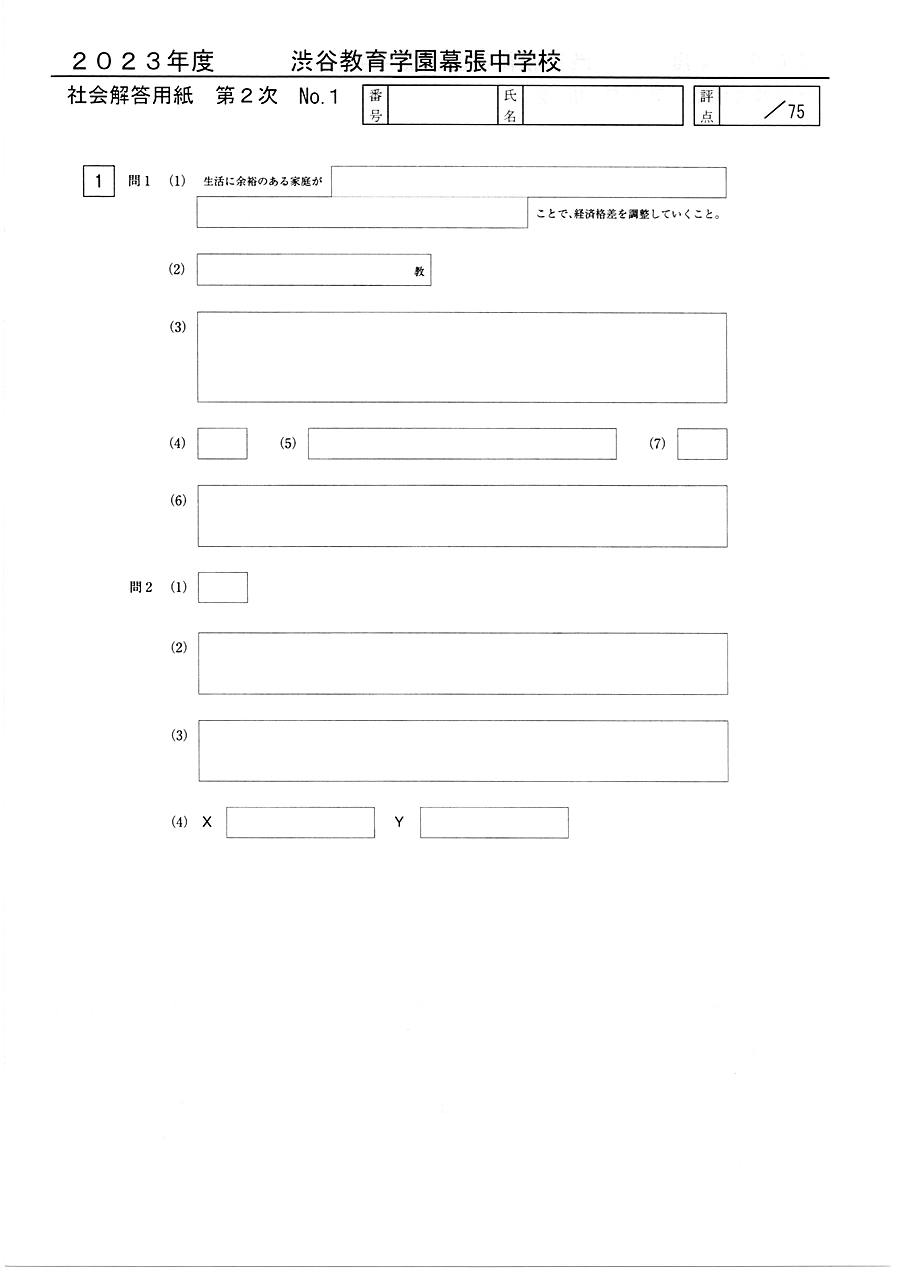 2023年度　渋谷教育学園幕張中学校
社会解答用紙　第2次　No.1　番号　氏名　評点　／75
1　問1　(1)　生活に余裕のある家庭が
ことで、経済格差を調整していくこと。
(2)　教
(3)
(4)　(5)　(7)
(6)
問2　(1)
(2)
(3)
(4)　X　Y